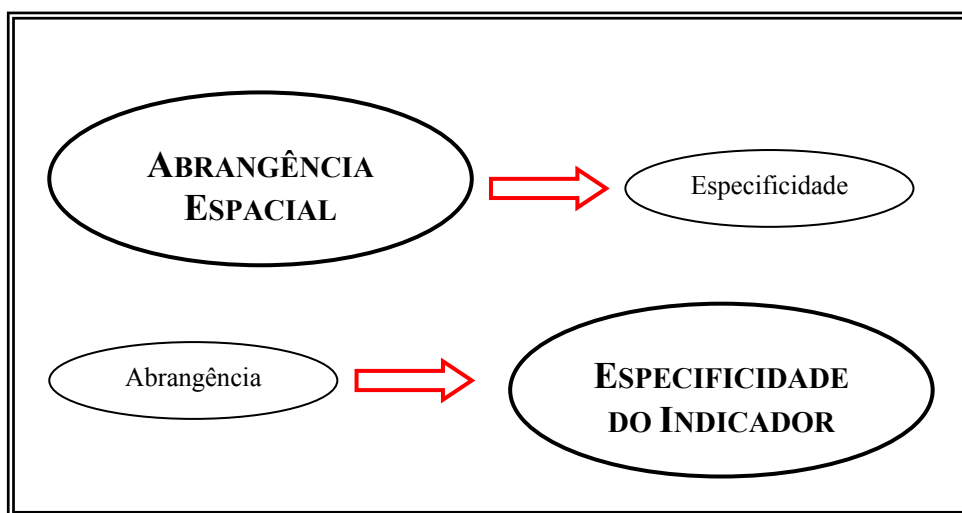 ABRANGÊNCIA
ESPACIAL
Especificidade
Abrangência
ESPECIFICIDADE
DO INDICADOR